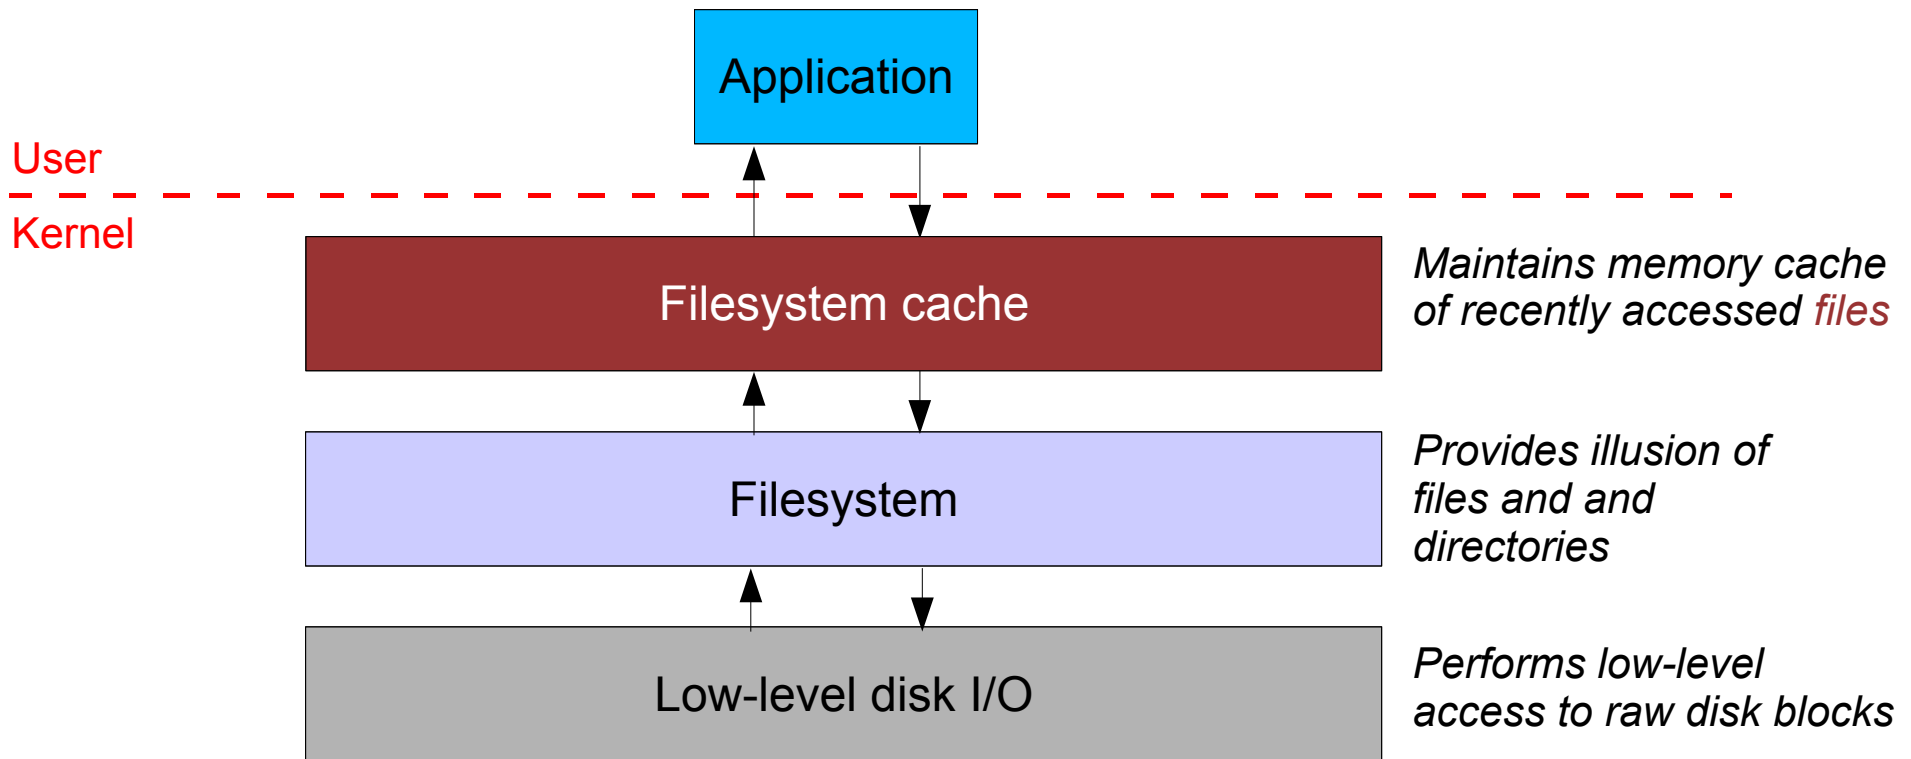 Application
User
Kernel
Filesystem cache
Maintains memory cache
of recently accessed files
Filesystem
Provides illusion of
files and and
directories
Low-level disk I/O
Performs low-level
access to raw disk blocks